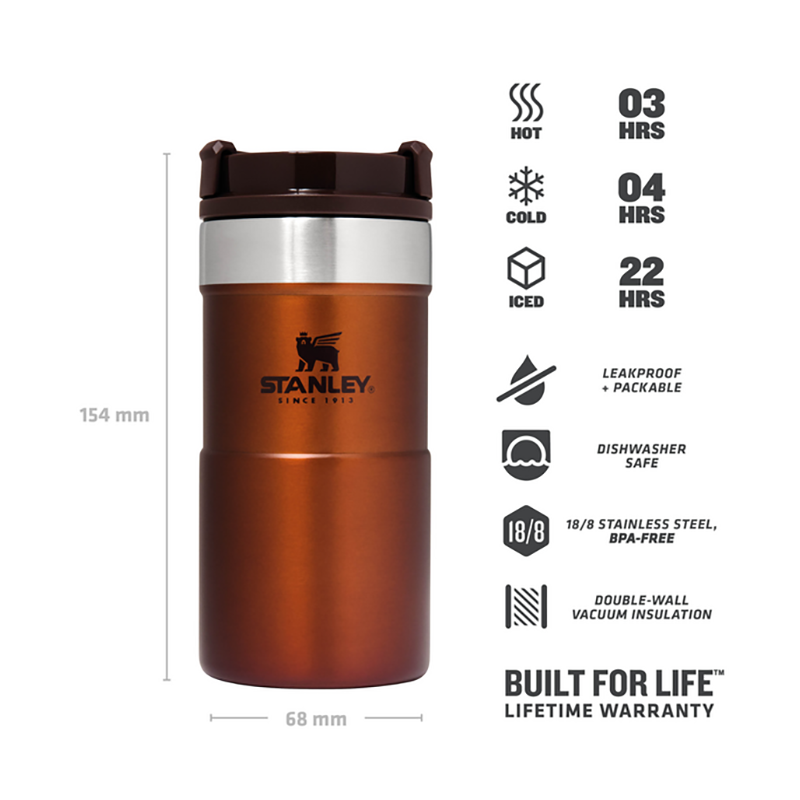 HOT
03
HRS
COLD
04
HRS
ICED
22
HRS
STANLEY®
SINCE 1913
LEAKPROOF
+ PACKABLE
154 mm
DISHWASHER
SAFE
18/8
18/8 STAINLESS STEEL,
BPA-FREE
DOUBLE-WALL
VACUUM INSULATION
BUILT FOR LIFE™
LIFETIME WARRANTY
68 mm